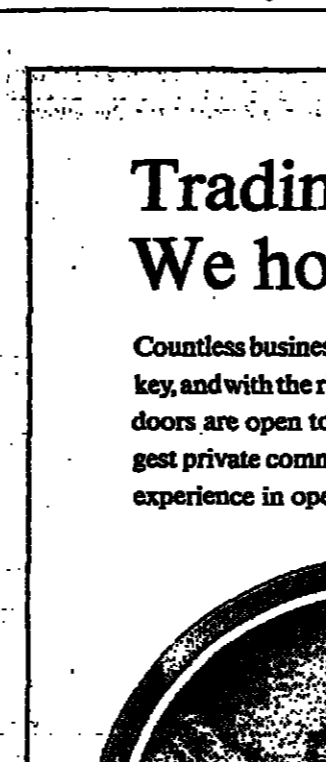 Tradin
We ho
Countless busines
key, and with the r
doors are open to
gest private comm
experience in ope